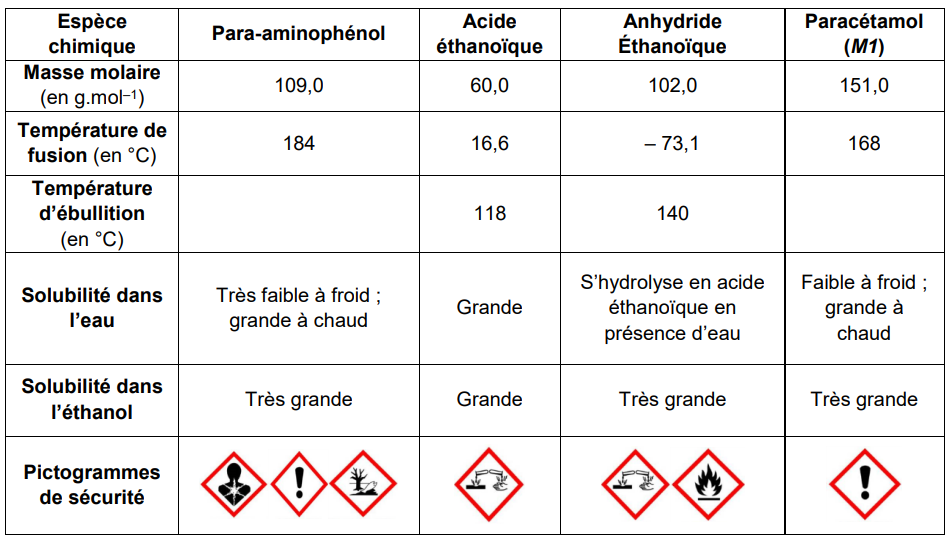 Espèce chimique
Para-aminophénol
Acide éthanoïque
Anhydride Éthanoïque
Paracétamol (M1)
Masse molaire (en g.mol–1)
109,0
60,0
102,0
151,0
Température de fusion (en °C)
184
16,6
– 73,1
168
Température d’ébullition (en °C)
118
140
Solubilité dans l’eau
Très faible à froid ; grande à chaud
Grande
S’hydrolyse en acide éthanoïque en présence d’eau
Faible à froid ; grande à chaud
Solubilité dans l’éthanol
Très grande
Grande
Très grande
Très grande
Pictogrammes de sécurité